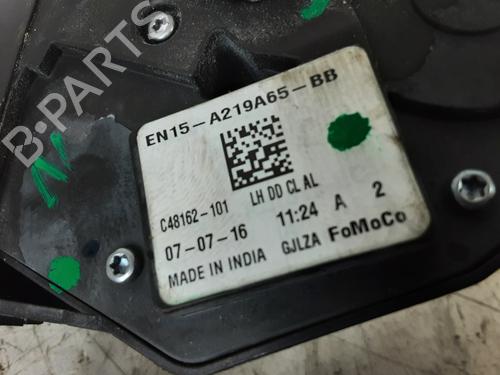 B-PARTS
EN15-A219A65-BB
C48162-101 LH DD CL AL
07-07-16 11:24 A 2
MADE IN INDIA GJLZA FoMoCo